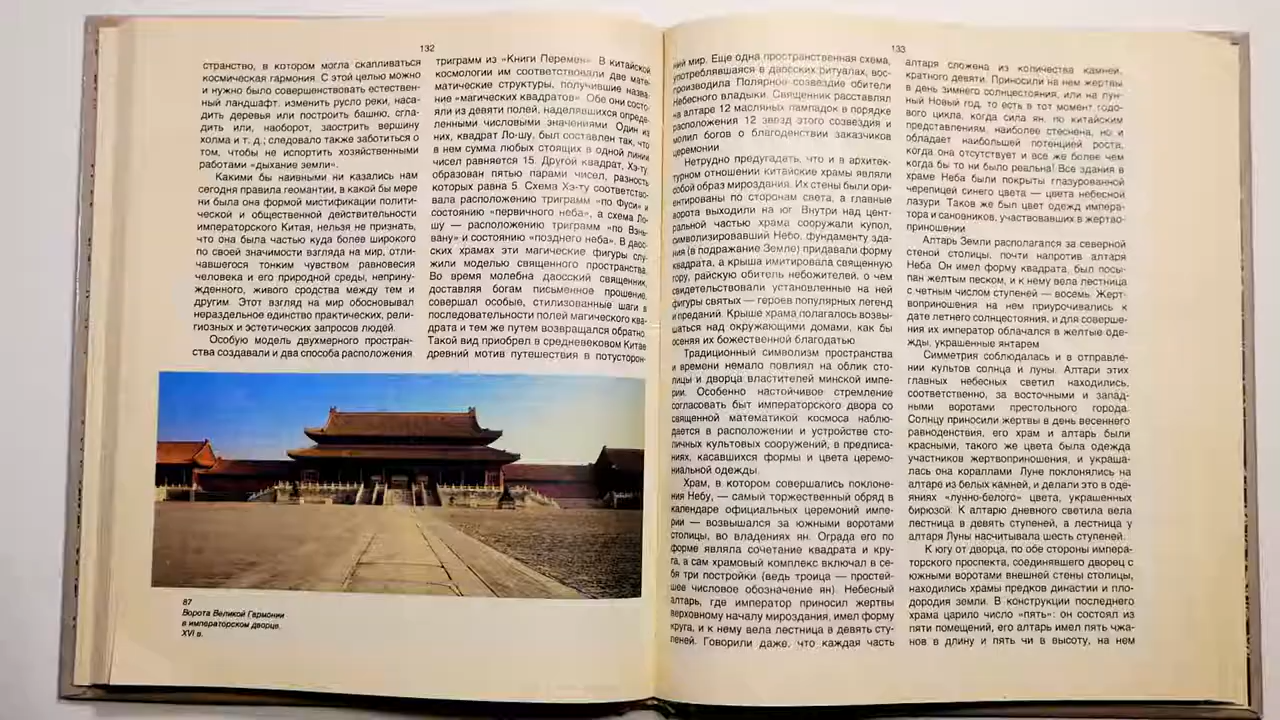 132
странство, в котором могла скапливаться
космическая гармония. С этой целью можно
и нужно было совершенствовать естествен-
ный ландшафт: изменить русло реки, наса-
дить деревья или построить башню, сгла-
дить или, наоборот, заострить вершину
холма и т. д.; следовало также заботиться о
том, чтобы не испортить хозяйственными
работами «дыхание земли».
Какими бы наивными ни казались нам
сегодня правила геомантии, в какой бы мере
ни была она формой мистификации полити-
ческой и общественной действительности
императорского Китая, нельзя не признать,
что она была частью куда более широкого
по своей значимости взгляда на мир, отли-
чавшегося тонким чувством равновесия
человека и его природной среды, неприну-
жденного, живого сродства между тем и
другим. Этот взгляд на мир обосновывал
нераздельное единство практических, рели-
гиозных и эстетических запросов людей.
Особую модель двухмерного простран-
ства создавали и два способа расположения
триграмм из «Книги Перемен». В китайской
космологии им соответствовали две мате-
матические структуры, получившие назва-
ние «магических квадратов». Обе они состо-
яли из девяти полей, наделявшихся опреде-
ленными числовыми значениями. Один из
них, квадрат Ло-шу, был составлен так, что
в нем сумма любых стоящих в одной линии
чисел равняется 15. Другой квадрат, Хэ-ту,
образован пятью парами чисел, разность
которых равна 5. Схема Хэ-ту соответство-
вала расположению триграмм «по Фуси» и
состоянию «первичного неба», а схема Ло-
шу — расположению триграмм «по Вэнь-
вану» и состоянию «позднего неба». В даос-
ских храмах эти магические фигуры слу-
жили моделью священного пространства.
Во время молебна даосский священник,
доставляя богам письменное прошение,
совершал особые, стилизованные шаги в
последовательности полей магического ква-
драта и тем же путем возвращался обратно.
Такой вид приобрел в средневековом Китае
древний мотив путешествия в потусторон-
87
Ворота Великой Гармонии
в императорском дворце.
XVI в.
133
ний мир. Еще одна пространственная схема,
употреблявшаяся в даосских ритуалах, вос-
производила Полярное созвездие обители
Небесного владыки. Священник расставлял
на алтаре 12 масляных лампадок в порядке
расположения 12 звезд этого созвездия и
молил богов о благоденствии заказчиков
церемонии.
Нетрудно предугадать, что и в архитек-
турном отношении китайские храмы являли
собой образ мироздания. Их стены были ори-
ентированы по сторонам света, а главные
ворота выходили на юг. Внутри над цент-
ральной частью храма сооружали купол,
символизировавший Небо, фундаменту зда-
ния (в подражание Земле) придавали форму
квадрата, а крыша имитировала священную
гору, райскую обитель небожителей, о чем
свидетельствовали установленные на ней
фигуры святых — героев популярных легенд
и преданий. Крыше храма полагалось возвы-
шаться над окружающими домами, как бы
осеняя их божественной благодатью.
Традиционный символизм пространства
и времени немало повлиял на облик сто-
лицы и дворца властителей минской импе-
рии. Особенно настойчивое стремление
согласовать быт императорского двора со
священной математикой космоса наблю-
дается в расположении и устройстве сто-
личных культовых сооружений, в предписа-
ниях, касавшихся формы и цвета церемо-
ниальной одежды.
Храм, в котором совершались поклоне-
ния Небу, — самый торжественный обряд в
календаре официальных церемоний импе-
рии — возвышался за южными воротами
столицы, во владениях ян. Ограда его по
форме являла сочетание квадрата и кру-
га, а сам храмовый комплекс включал в се-
бя три постройки (ведь троица — простей-
шее числовое обозначение ян). Небесный
алтарь, где император приносил жертвы
верховному началу мироздания, имел форму
круга, и к нему вела лестница в девять сту-
пеней. Говорили даже, что каждая часть
алтаря сложена из количества камней,
кратного девяти. Приносили на нем жертвы
в день зимнего солнцестояния, или на лун-
ный Новый год, то есть в тот момент годо-
вого цикла, когда сила ян, по китайским
представлениям, наиболее стеснена, но и
обладает наибольшей потенцией роста,
когда она отсутствует и все же более чем
когда бы то ни было реальна! Все здания в
храме Неба были покрыты глазурованной
черепицей синего цвета — цвета небесной
лазури. Таков же был цвет одежд императо-
тора и сановников, участвовавших в жертво-
приношении.
Алтарь Земли располагался за северной
стеной столицы, почти напротив алтаря
Неба. Он имел форму квадрата, был посы-
пан желтым песком, и к нему вела лестница
с четным числом ступеней — восемь. Жерт-
воприношения на нем приурочивались к
дате летнего солнцестояния, и для соверше-
ния их император облачался в желтые оде-
жды, украшенные янтарем.
Симметрия соблюдалась и в отправле-
нии культов солнца и луны. Алтари этих
главных небесных светил находились,
соответственно, за восточными и запад-
ными воротами престольного города.
Солнцу приносили жертвы в день весеннего
равноденствия, его храм и алтарь были
красными, такого же цвета была одежда
участников жертвоприношения, и украша-
лась она кораллами. Луне поклонялись на
алтаре из белых камней, и делали это в оде-
яниях «лунно-белого» цвета, украшенных
бирюзой. К алтарю дневного светила вела
лестница в девять ступеней, а лестница у
алтаря Луны насчитывала шесть ступеней.
К югу от дворца, по обе стороны импера-
торского проспекта, соединявшего дворец с
южными воротами внешней стены столицы,
находились храмы предков династии и пло-
дородия земли. В конструкции последнего
храма царило число «пять»: он состоял из
пяти помещений, его алтарь имел пять чжа-
нов в длину и пять чи в высоту, на нем